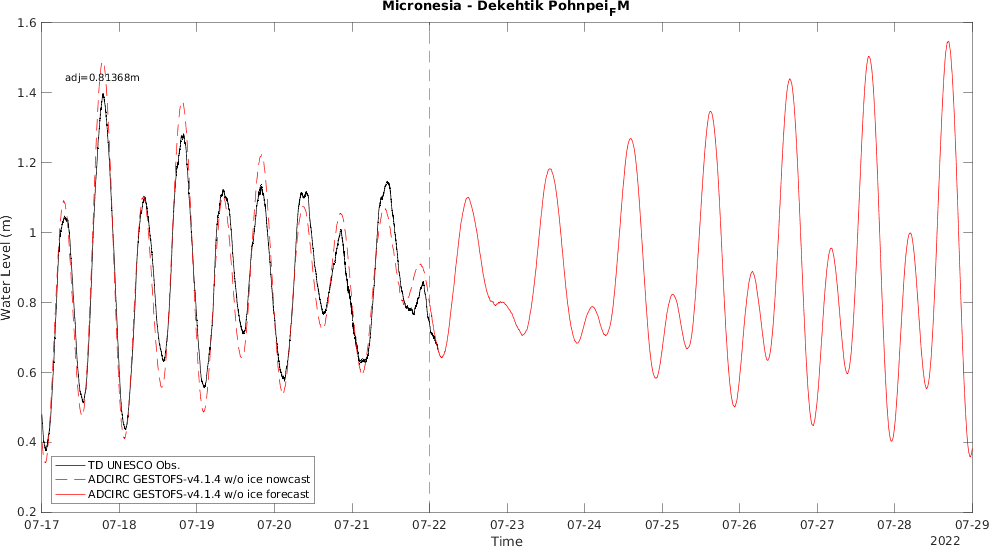 Micronesia - Dekehtik Pohnpei_FM
1.6
adj=0.81368m
1.4
1.2
1
0.8
0.6
0.4
0.2
Water Level (m)
TD UNESCO Obs.
ADCIRC GESTOFS-v4.1.4 w/o ice nowcast
ADCIRC GESTOFS-v4.1.4 w/o ice forecast
07-17 07-18 07-19 07-20 07-21 07-22 07-23 07-24 07-25 07-26 07-27 07-28 07-29
Time
2022